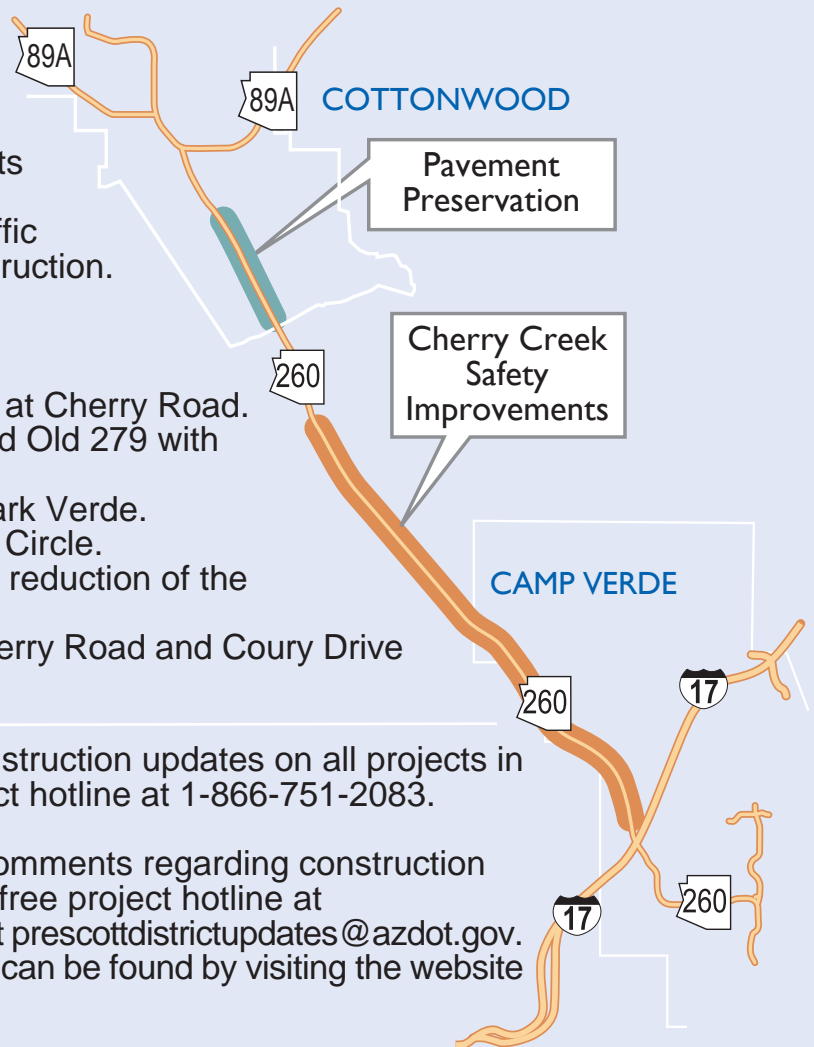 89A
89A
COTTONWOOD
Pavement
Preservation
ruction.
260
Cherry Creek
Safety
Improvements
at Cherry Road.
d Old 279 with
ark Verde.
Circle.
reduction of the
CAMP VERDE
erry Road and Coury Drive
17
260
struction updates on all projects in
ct hotline at 1-866-751-2083.
omments regarding construction
free project hotline at
260
17
t prescottdistrictupdates@azdot.gov.
can be found by visiting the website